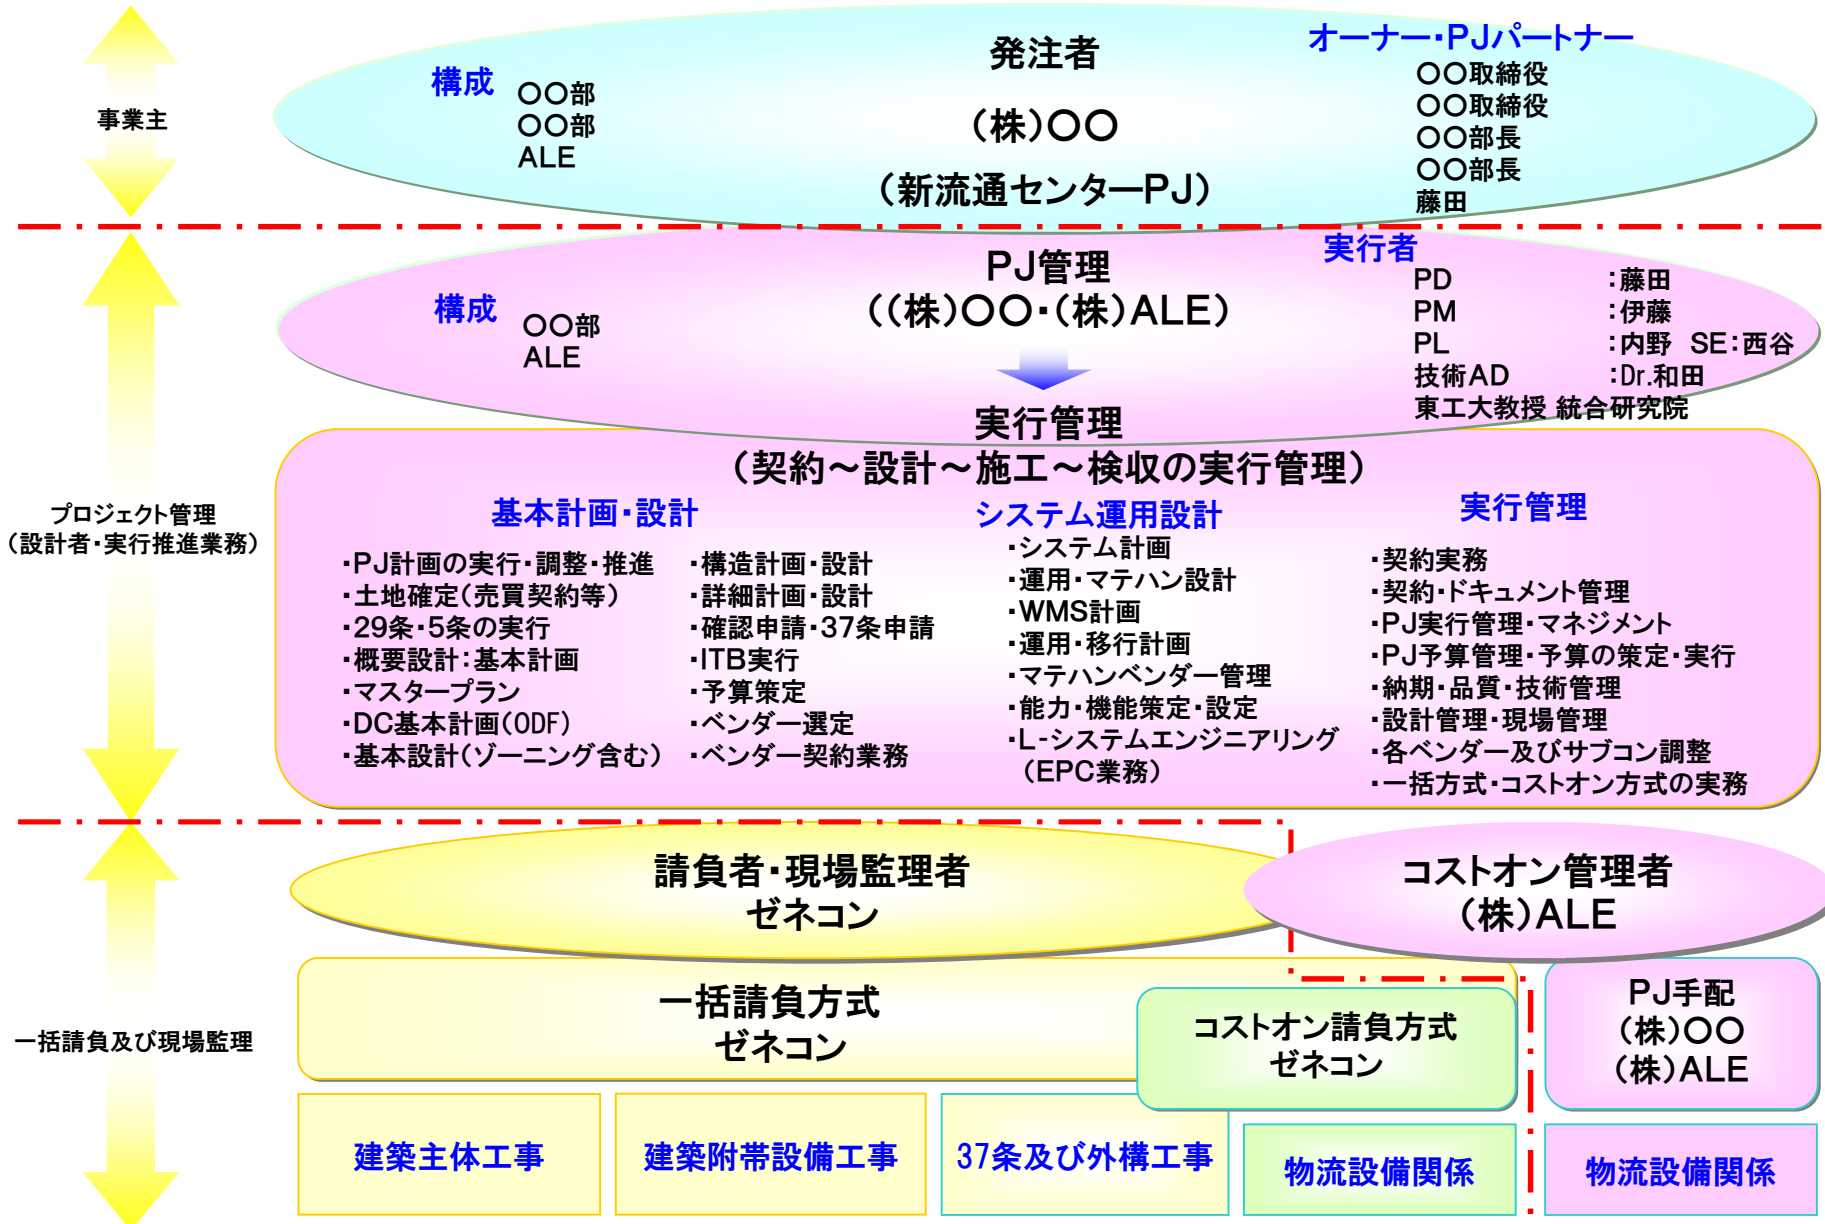 事業主
構成
〇〇部
〇〇部
ALE
発注者
（株）〇〇
（新流通センターPJ）
オーナー・PJパートナー
〇〇取締役
〇〇取締役
〇〇部長
〇〇部長
藤田
プロジェクト管理
（設計者・実行推進業務）
構成
〇〇部
ALE
PJ管理
（（株）〇〇・（株）ALE）
実行者
PD ：藤田
PM ：伊藤
PL ：内野 SE：西谷
技術AD ：Dr.和田
東工大教授 統合研究院
実行管理
（契約～設計～施工～検収の実行管理）
基本計画・設計
・PJ計画の実行・調整・推進
・土地確定（売買契約等）
・29条・5条の実行
・概要設計：基本計画
・マスタープラン
・DC基本計画（ODF）
・基本設計（ゾーニング含む）
・構造計画・設計
・詳細計画・設計
・確認申請・37条申請
・ITB実行
・予算策定
・ベンダー選定
・ベンダー契約業務
システム運用設計
・システム計画
・運用・マテハン設計
・WMS計画
・運用・移行計画
・マテハンベンダー管理
・能力・機能策定・設定
・L-システムエンジニアリング
（EPC業務）
実行管理
・契約実務
・契約・ドキュメント管理
・PJ実行管理・マネジメント
・PJ予算管理・予算の策定・実行
・納期・品質・技術管理
・設計管理・現場管理
・各ベンダー及びサブコン調整
・一括方式・コストオン方式の実務
一括請負及び現場監理
請負者・現場監理者
ゼネコン
コストオン管理者
（株）ALE
一括請負方式
ゼネコン
コストオン請負方式
ゼネコン
PJ手配
（株）〇〇
（株）ALE
建築主体工事
建築附帯設備工事
37条及び外構工事
物流設備関係
物流設備関係